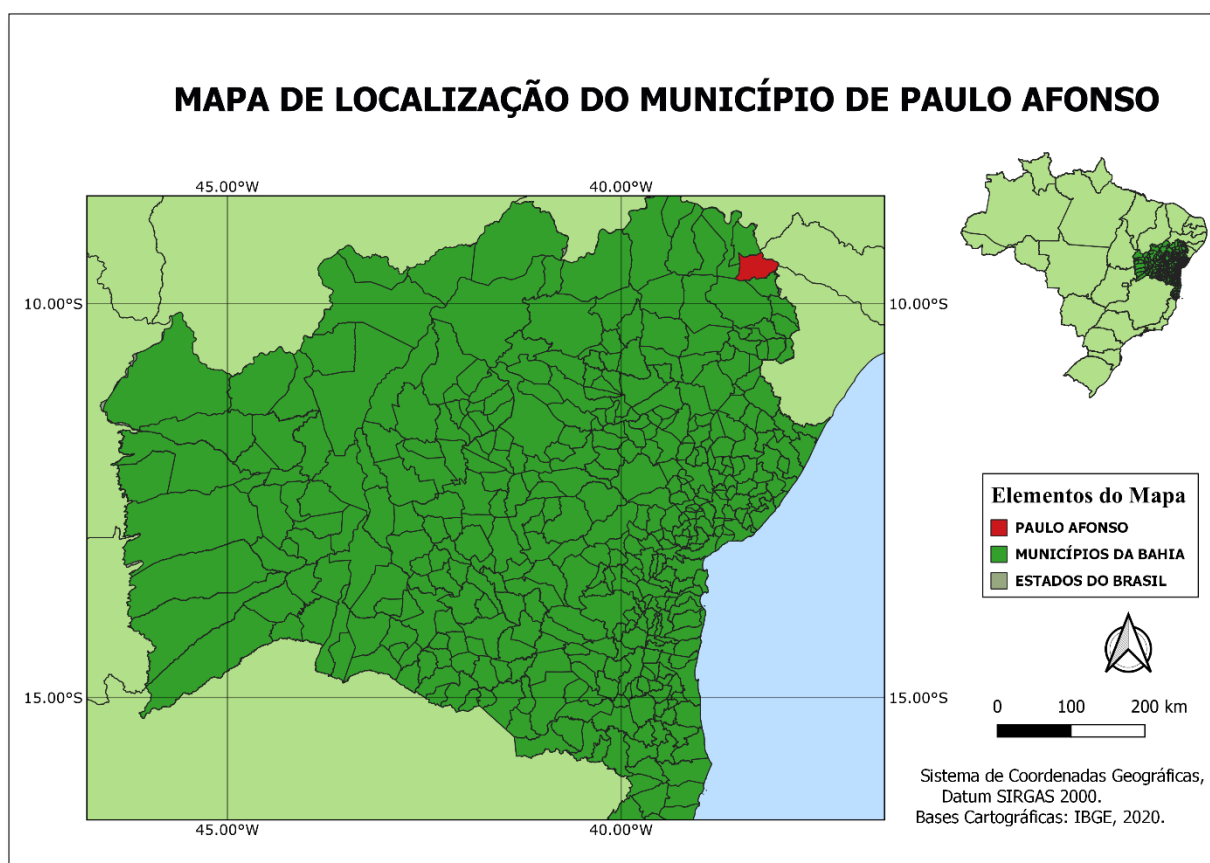 MAPA DE LOCALIZAÇÃO DO MUNICÍPIO DE PAULO AFONSO
45.00°W 40.00°W
10.00°S 10.00°S
15.00°S 15.00°S
45.00°W 40.00°W
Elementos do Mapa
PAULO AFONSO
MUNICÍPIOS DA BAHIA
ESTADOS DO BRASIL
0 100 200 km
Sistema de Coordenadas Geográficas,
Datum SIRGAS 2000.
Bases Cartográficas: IBGE, 2020.